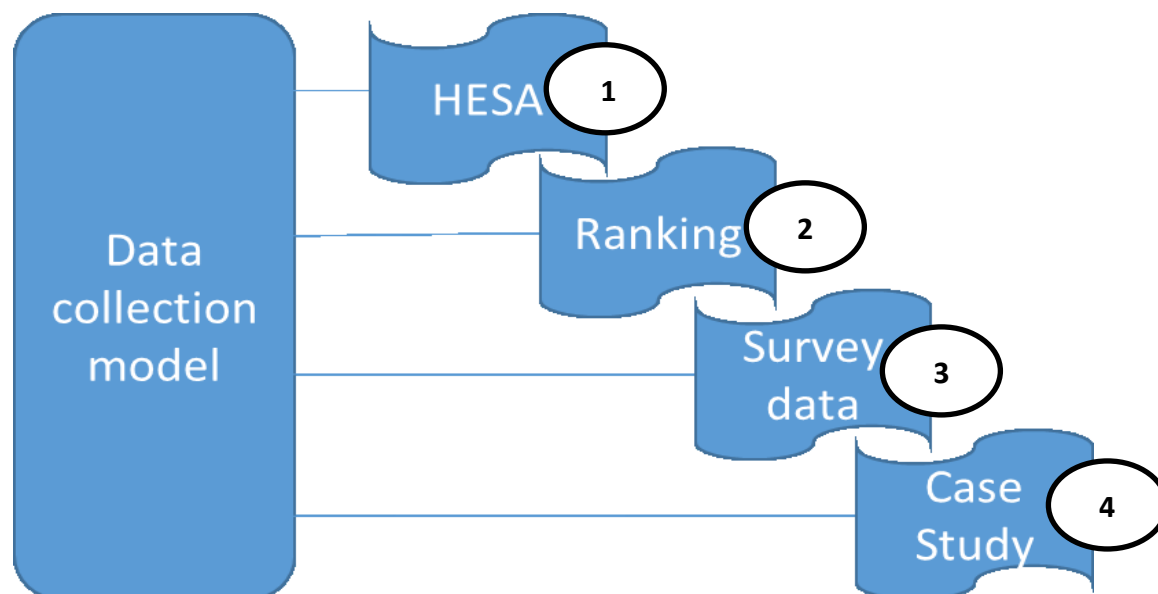 HESA
1
Ranking
2
Data
collection
model
Survey
data
3
Case
Study
4